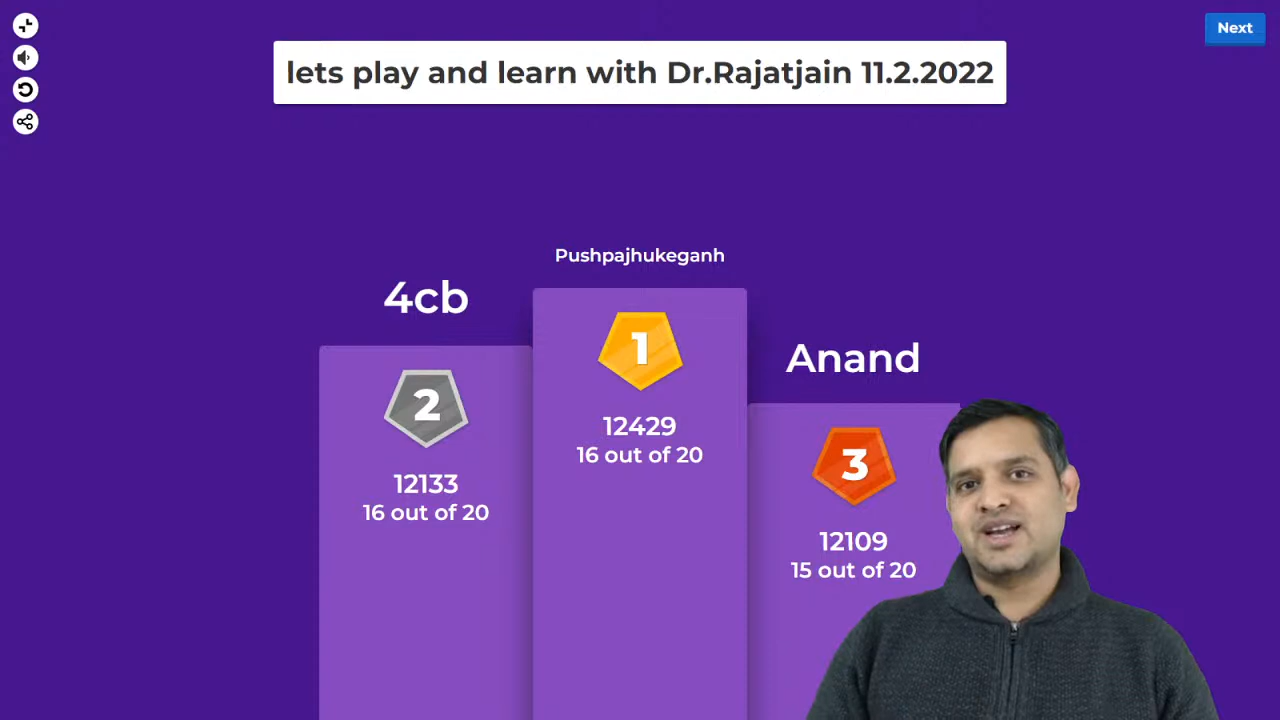 Next
lets play and learn with Dr.Rajatjain 11.2.2022
Pushpajhukeganh
4cb
Anand
1
12429
16 out of 20
2
12133
16 out of 20
3
12109
15 out of 20